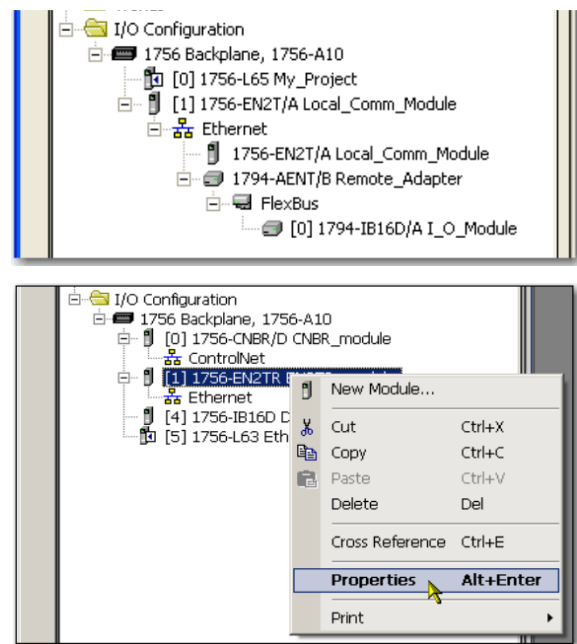 I/O Configuration
1756 Backplane, 1756-A10
[0] 1756-L65 My_Project
[1] 1756-EN2T/A Local_Comm_Module
Ethernet
1756-EN2T/A Local_Comm_Module
1794-AENT/B Remote_Adapter
FlexBus
[0] 1794-IB16D/A I_O_Module
I/O Configuration
1756 Backplane, 1756-A10
[0] 1756-CNBR/D CNBR_module
ControlNet
[1] 1756-EN2TR
Ethernet
[4] 1756-IB16D D
[5] 1756-L63 Eth
New Module...
Cut Ctrl+X
Copy Ctrl+C
Paste Ctrl+V
Delete Del
Cross Reference Ctrl+E
Properties Alt+Enter
Print